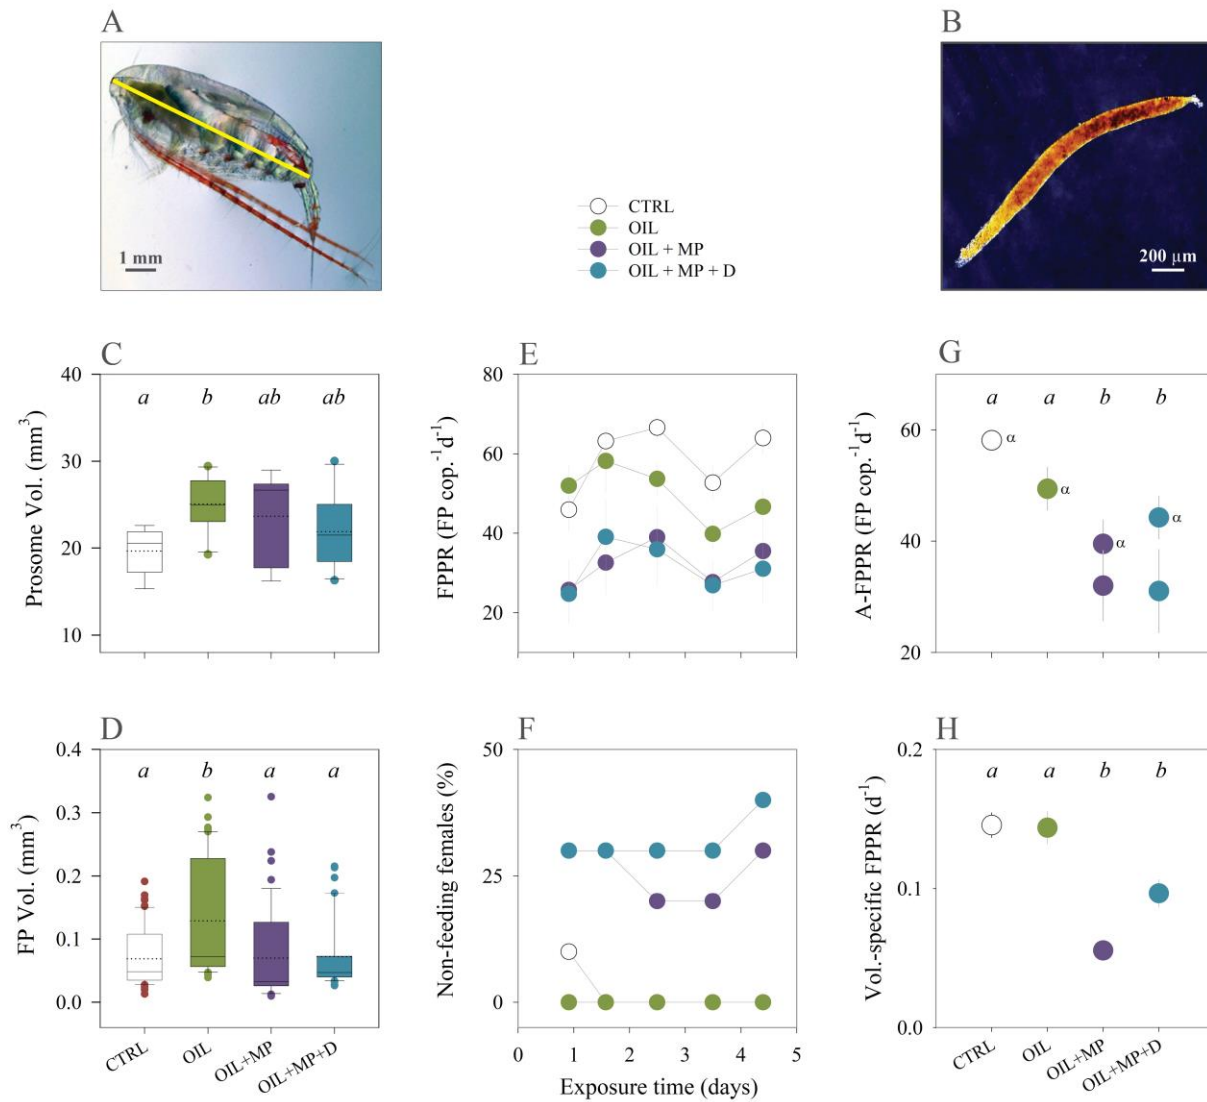 A
B
1 mm
200 µm
CTRL
OIL
OIL + MP
OIL + MP + D
C
40
30
20
10
Prosome Vol. (mm³)
a b ab ab
E
80
60
40
20
FPPR (FP cop.⁻¹d⁻¹)
G
60
40
20
A-FPPR (FP cop.⁻¹d⁻¹)
a a b b
α
α
α
α
D
0.4
0.3
0.2
0.1
0.0
FP Vol. (mm³)
a b a a
CTRL
OIL
OIL+MP
OIL+MP+D
F
50
25
0
Non-feeding females (%)
0 1 2 3 4 5
Exposure time (days)
H
0.2
0.1
0.0
Vol.-specific FPPR (d⁻¹)
a a b b
CTRL
OIL
OIL+MP
OIL+MP+D